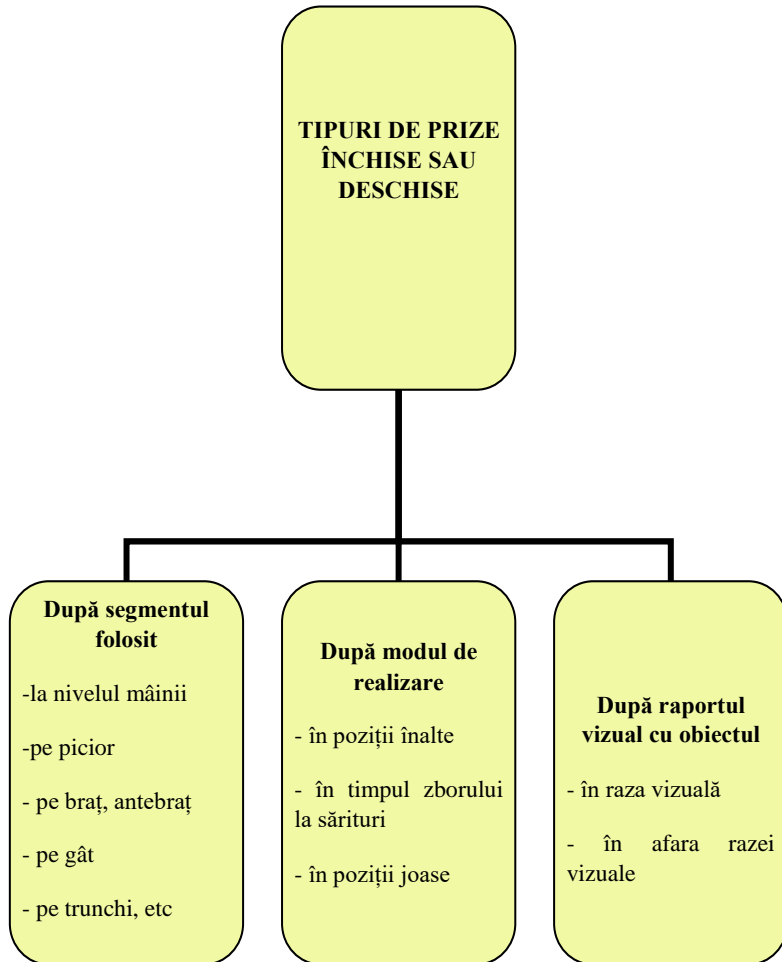 TIPURI DE PRIZE
ÎNCHISE SAU
DESCHISE
După segmentul
folosit
-la nivelul mâinii
-pe picior
- pe braț, antebraț
- pe gât
- pe trunchi, etc
După modul de
realizare
- în poziții înalte
- în timpul zborului
la sărituri
- în poziții joase
După raportul
vizual cu obiectul
- în raza vizuală
- în afara razei
vizuale